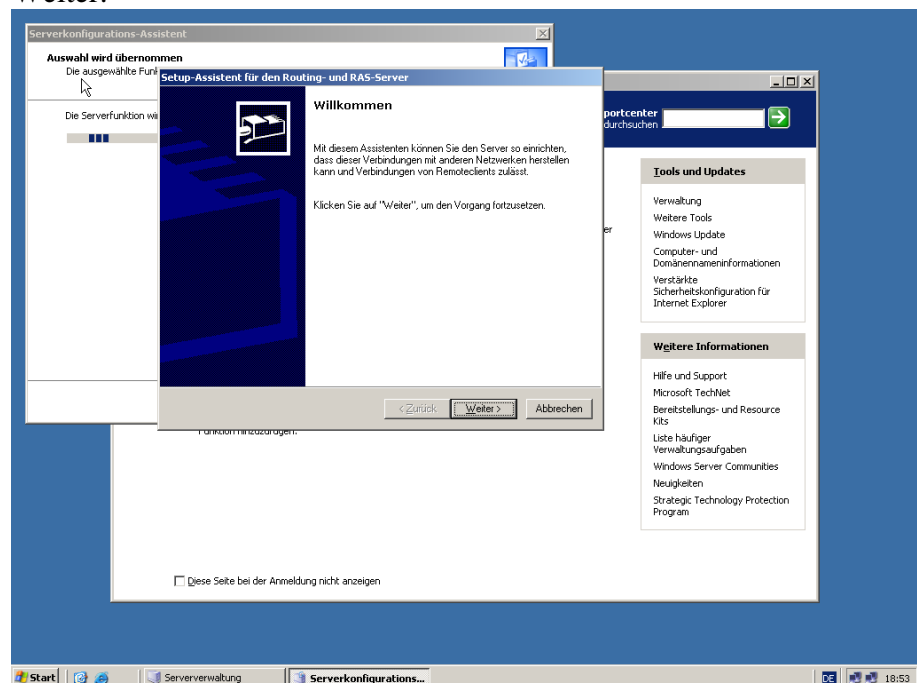 Weiter.
Serverkonfigurations-Assistent
Auswahl wird übernommen
Die ausgewählte Funk
Die Serverfunktion wi
Setup-Assistent für den Routing- und RAS-Server
Willkommen
Mit diesem Assistenten können Sie den Server so einrichten,
dass dieser Verbindungen mit anderen Netzwerken herstellen
kann und Verbindungen von Remoteclients zulässt.
Klicken Sie auf "Weiter", um den Vorgang fortzusetzen.
< Zurück
Weiter >
Abbrechen
portcenter
durchsuchen
er
Tools und Updates
Verwaltung
Weitere Tools
Windows Update
Computer- und
Domänennameninformationen
Verstärkte
Sicherheitskonfiguration für
Internet Explorer
Weitere Informationen
Hilfe und Support
Microsoft TechNet
Bereitstellungs- und Resource
Kits
Liste häufiger
Verwaltungsaufgaben
Windows Server Communities
Neuigkeiten
Strategic Technology Protection
Program
Funktion hinzuzufügen.
Diese Seite bei der Anmeldung nicht anzeigen
Start
Serververwaltung
Serverkonfigurations...
DE
18:53